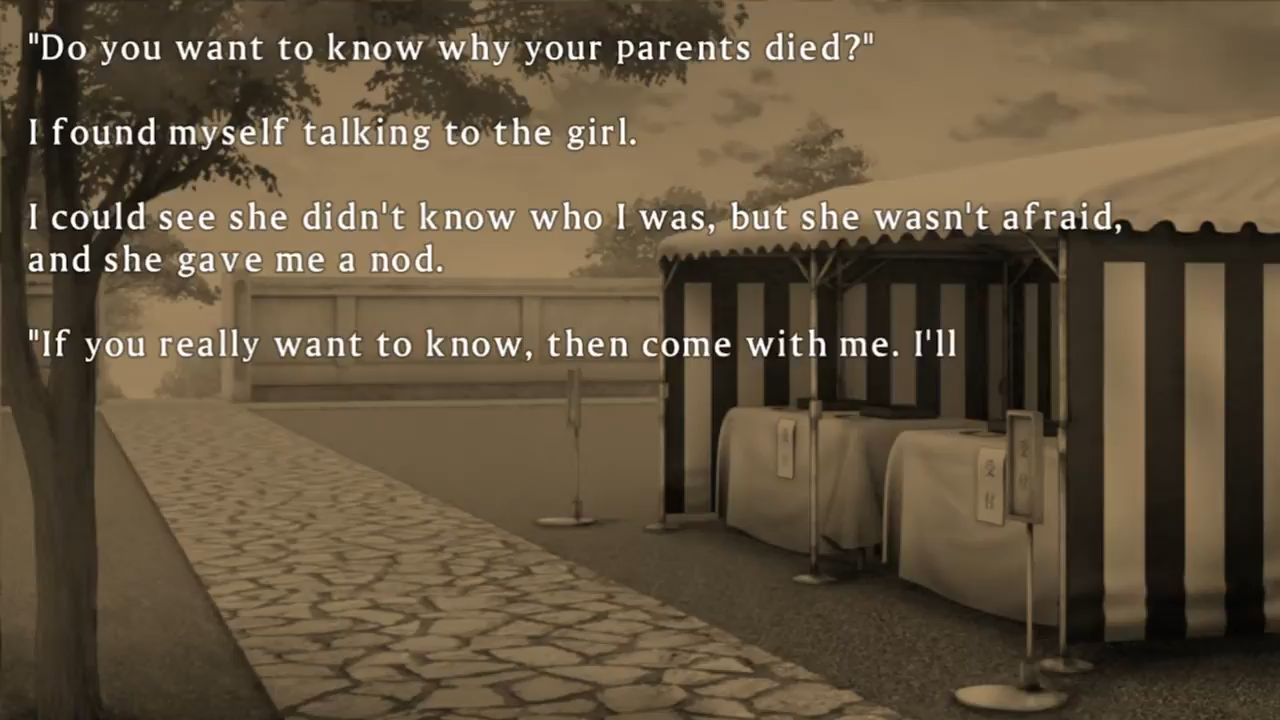 "Do you want to know why your parents died?"
I found myself talking to the girl.
I could see she didn't know who I was, but she wasn't afraid,
and she gave me a nod.
"If you really want to know, then come with me. I'll
受付